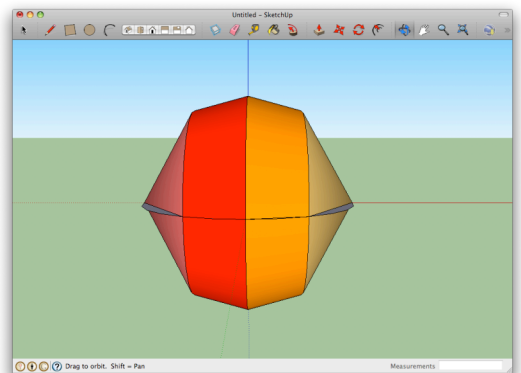 Untitled - SketchUp
Drag to orbit. Shift = Pan
Measurements